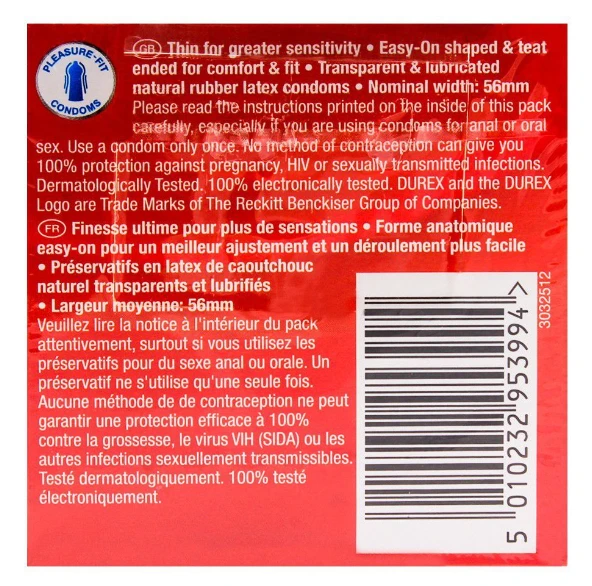 PLEASURE-FIT
CONDOMS
GB Thin for greater sensitivity • Easy-On shaped & teat
ended for comfort & fit • Transparent & lubricated
natural rubber latex condoms • Nominal width: 56mm
Please read the instructions printed on the inside of this pack
carefully, especially if you are using condoms for anal or oral
sex. Use a condom only once. No method of contraception can give you
100% protection against pregnancy, HIV or sexually transmitted infections.
Dermatologically Tested. 100% electronically tested. DUREX and the DUREX
Logo are Trade Marks of The Reckitt Benckiser Group of Companies.
FR Finesse ultime pour plus de sensations • Forme anatomique
easy-on pour un meilleur ajustement et un déroulement plus facile
• Préservatifs en latex de caoutchouc
naturel transparents et lubrifiés
• Largeur moyenne: 56mm
Veuillez lire la notice à l'intérieur du pack
attentivement, surtout si vous utilisez les
préservatifs pour du sexe anal ou orale. Un
préservatif ne s'utilise qu'une seule fois.
Aucune méthode de de contraception ne peut
garantir une protection efficace à 100%
contre la grossesse, le virus VIH (SIDA) ou les
autres infections sexuellement transmissibles.
Testé dermatologiquement. 100% testé
électroniquement.
5 010232 953994 >
3032512